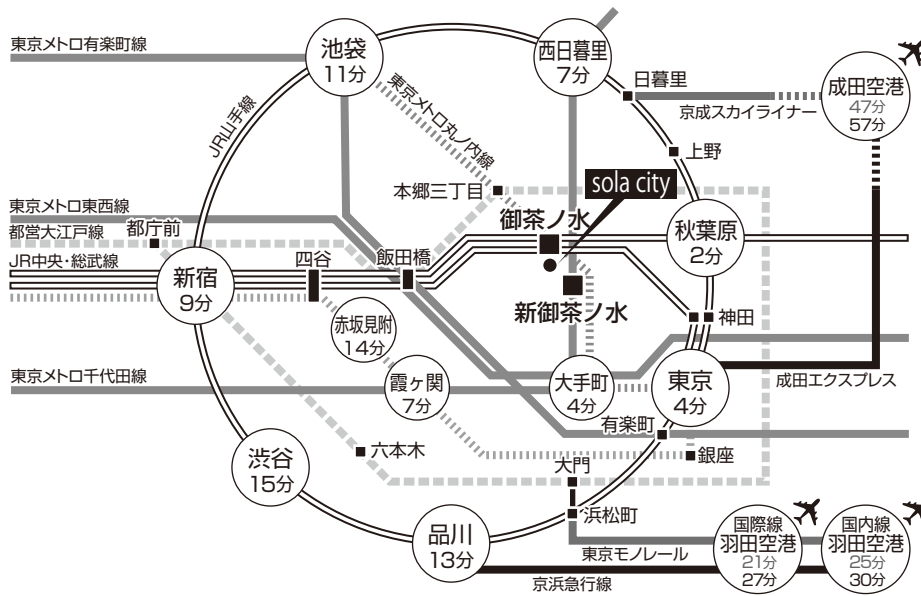 東京メトロ有楽町線
池袋
11分
西日暮里
7分
日暮里
成田空港
47分
57分
京成スカイライナー
JR山手線
東京メトロ丸ノ内線
上野
本郷三丁目
sola city
東京メトロ東西線
都営大江戸線
都庁前
御茶ノ水
秋葉原
2分
JR中央・総武線
四谷
飯田橋
新宿
9分
新御茶ノ水
神田
赤坂見附
14分
東京メトロ千代田線
霞ヶ関
7分
大手町
4分
東京
4分
成田エクスプレス
有楽町
六本木
銀座
渋谷
15分
大門
浜松町
品川
13分
東京モノレール
京浜急行線
国際線
羽田空港
21分
27分
国内線
羽田空港
25分
30分